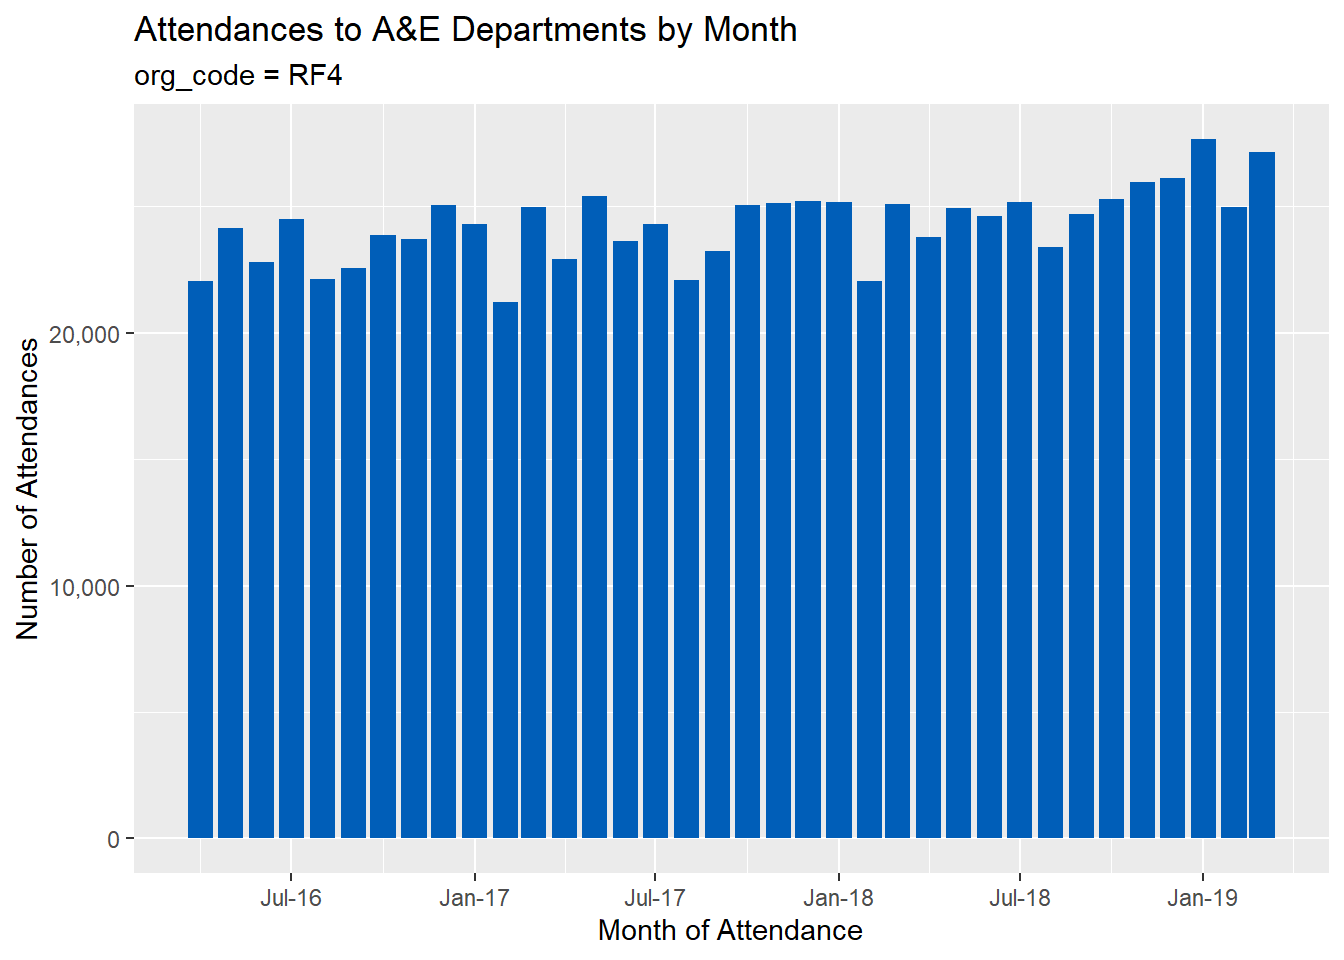 Attendances to A&E Departments by Month
org_code = RF4
Number of Attendances
20,000
10,000
0
Jul-16 Jan-17 Jul-17 Jan-18 Jul-18 Jan-19
Month of Attendance